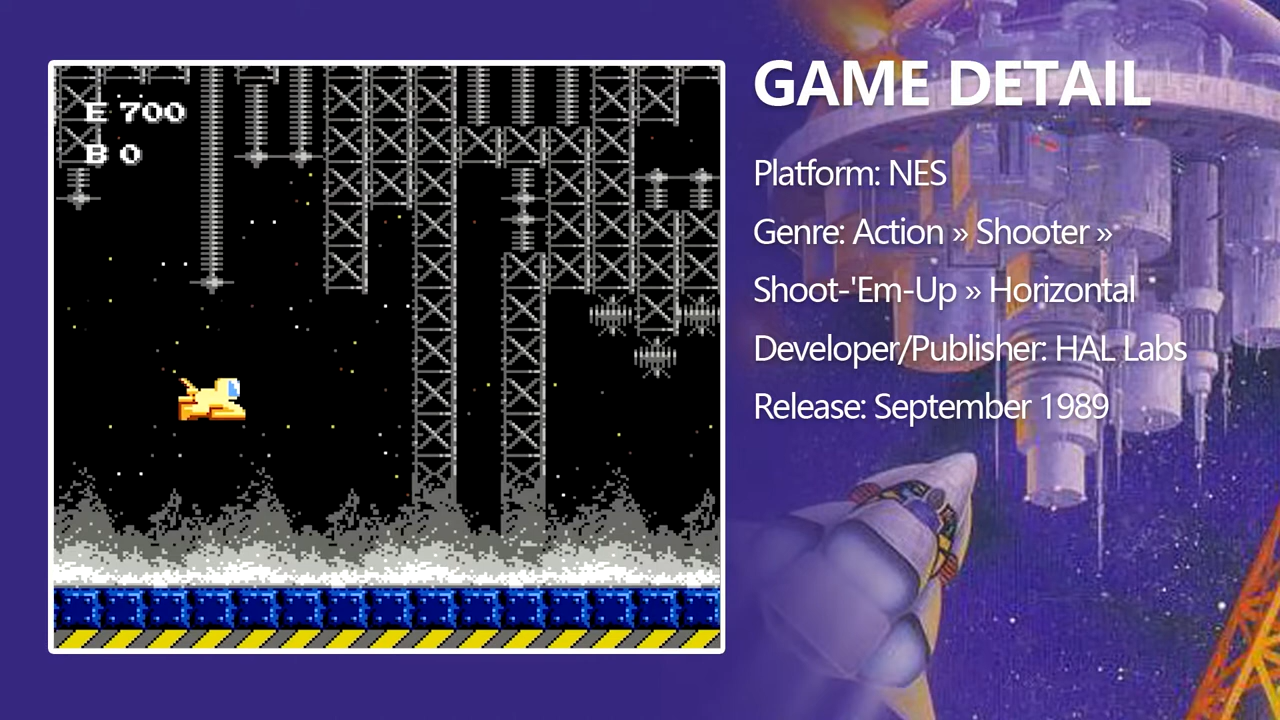 E 700
B 0
GAME DETAIL
Platform: NES
Genre: Action » Shooter »
Shoot-'Em-Up » Horizontal
Developer/Publisher: HAL Labs
Release: September 1989